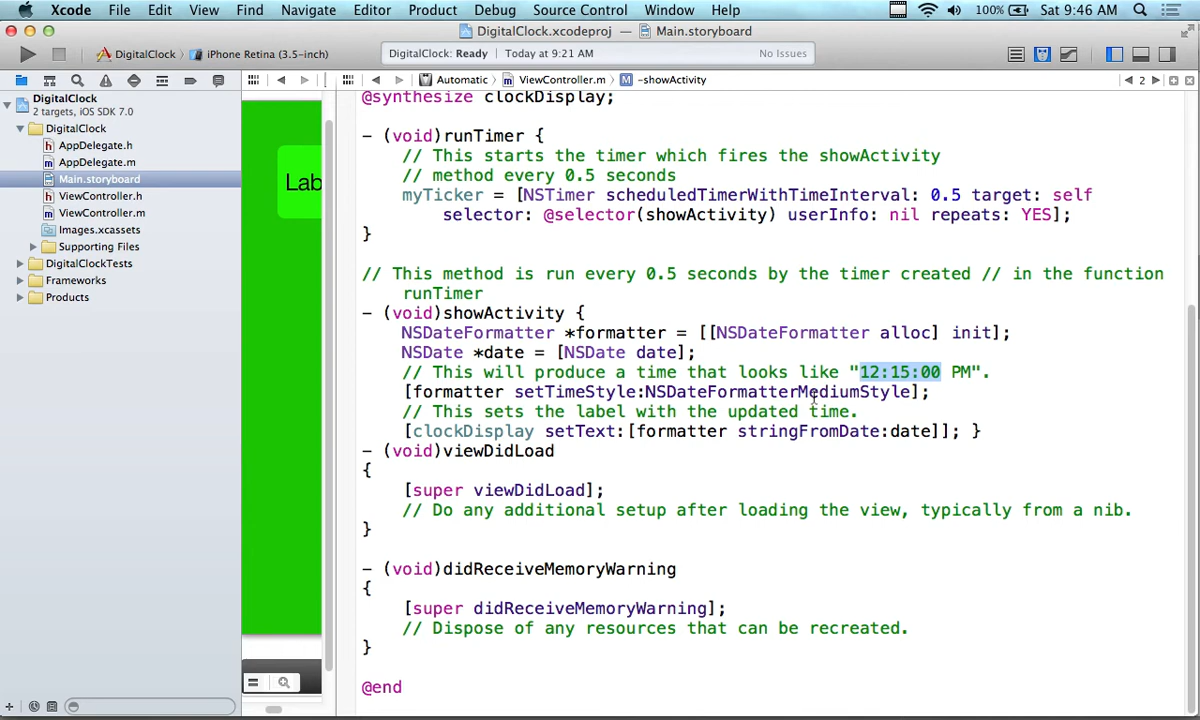 Xcode File Edit View Find Navigate Editor Product Debug Source Control Window Help 100% Sat 9:46 AM
DigitalClock.xcodeproj — Main.storyboard
DigitalClock iPhone Retina (3.5-inch) DigitalClock: Ready Today at 9:21 AM No Issues
Automatic ViewController.m M -showActivity 2
DigitalClock
2 targets, iOS SDK 7.0
DigitalClock
AppDelegate.h
AppDelegate.m
Main.storyboard
ViewController.h
ViewController.m
Images.xcassets
Supporting Files
DigitalClockTests
Frameworks
Products
Lab
@synthesize clockDisplay;
- (void)runTimer {
// This starts the timer which fires the showActivity
// method every 0.5 seconds
myTicker = [NSTimer scheduledTimerWithTimeInterval: 0.5 target: self
selector: @selector(showActivity) userInfo: nil repeats: YES];
}
// This method is run every 0.5 seconds by the timer created // in the function
runTimer
- (void)showActivity {
NSDateFormatter *formatter = [[NSDateFormatter alloc] init];
NSDate *date = [NSDate date];
// This will produce a time that looks like "12:15:00 PM".
[formatter setTimeStyle:NSDateFormatterMediumStyle];
// This sets the label with the updated time.
[clockDisplay setText:[formatter stringFromDate:date]]; }
- (void)viewDidLoad
{
[super viewDidLoad];
// Do any additional setup after loading the view, typically from a nib.
}
- (void)didReceiveMemoryWarning
{
[super didReceiveMemoryWarning];
// Dispose of any resources that can be recreated.
}
@end